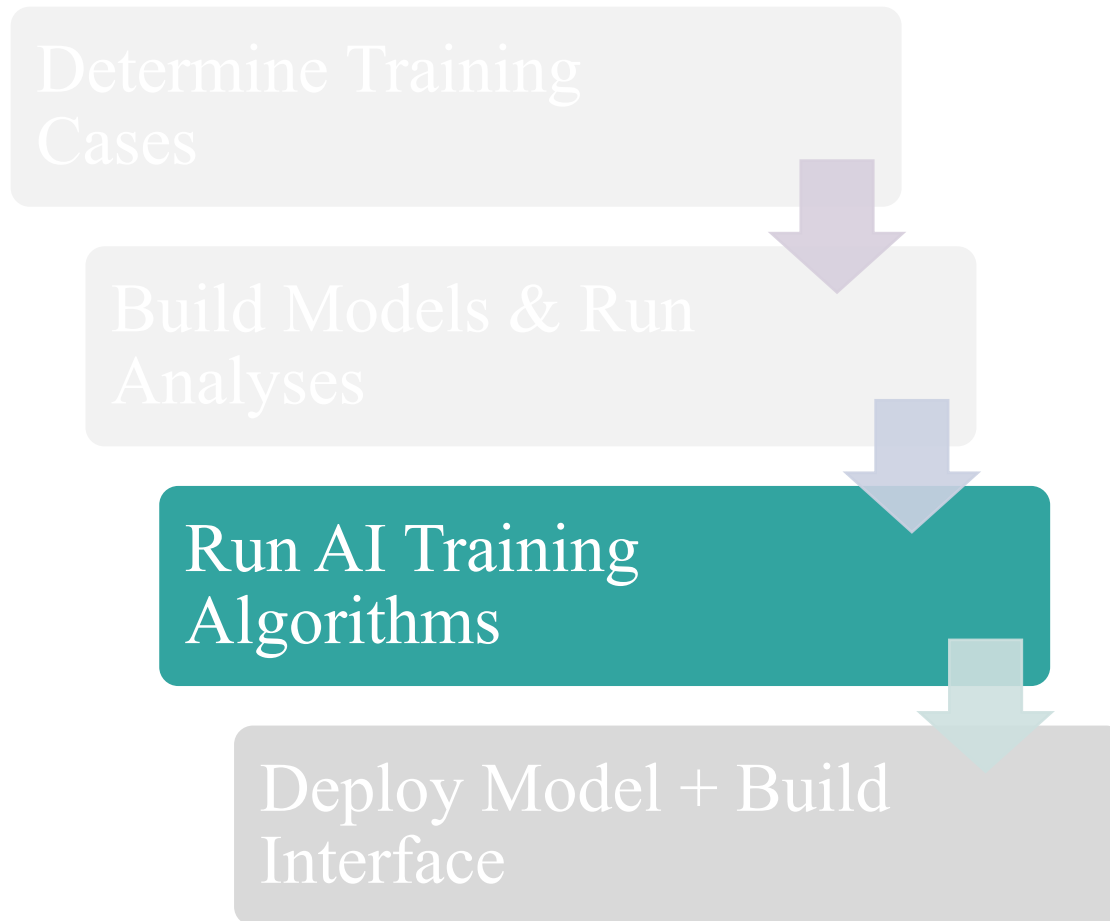 Determine Training
Cases
Build Models & Run
Analyses
Run AI Training
Algorithms
Deploy Model + Build
Interface